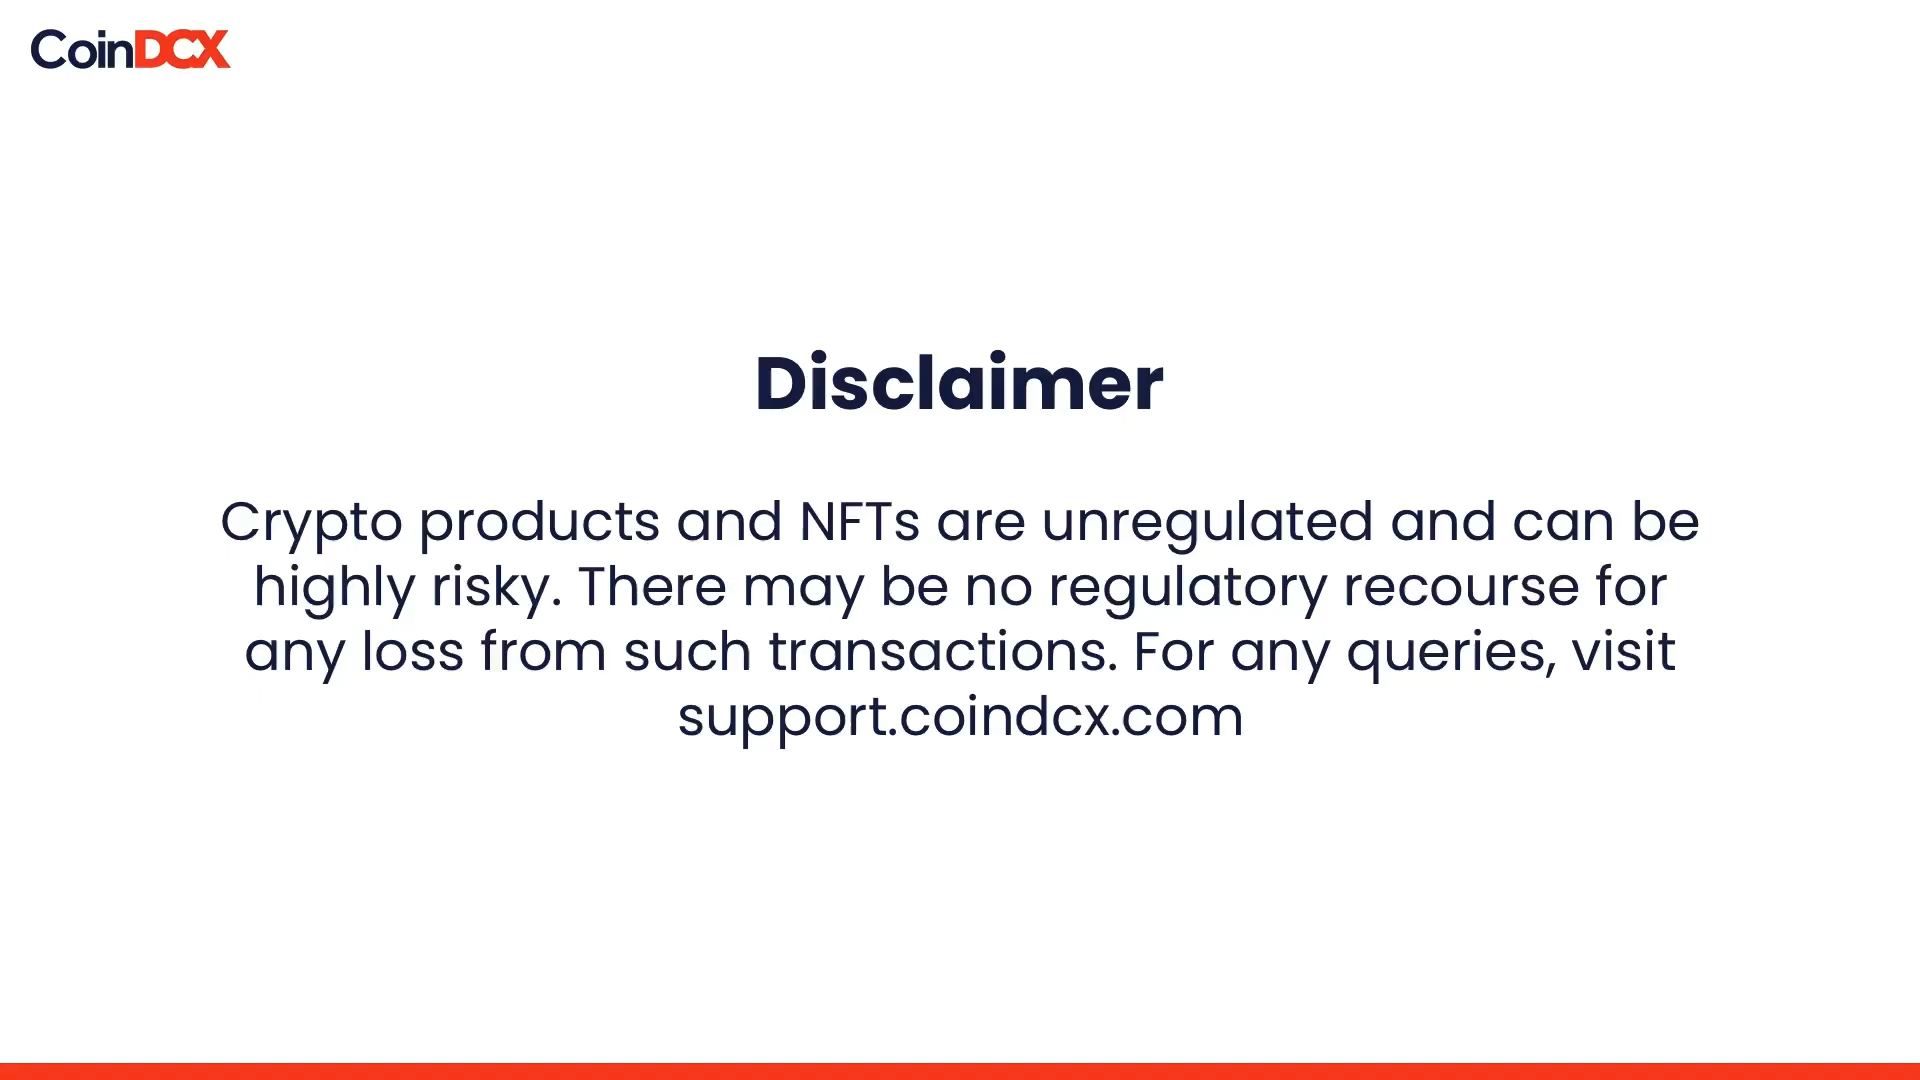 CoinDCX
Disclaimer
Crypto products and NFTs are unregulated and can be
highly risky. There may be no regulatory recourse for
any loss from such transactions. For any queries, visit
support.coindcx.com